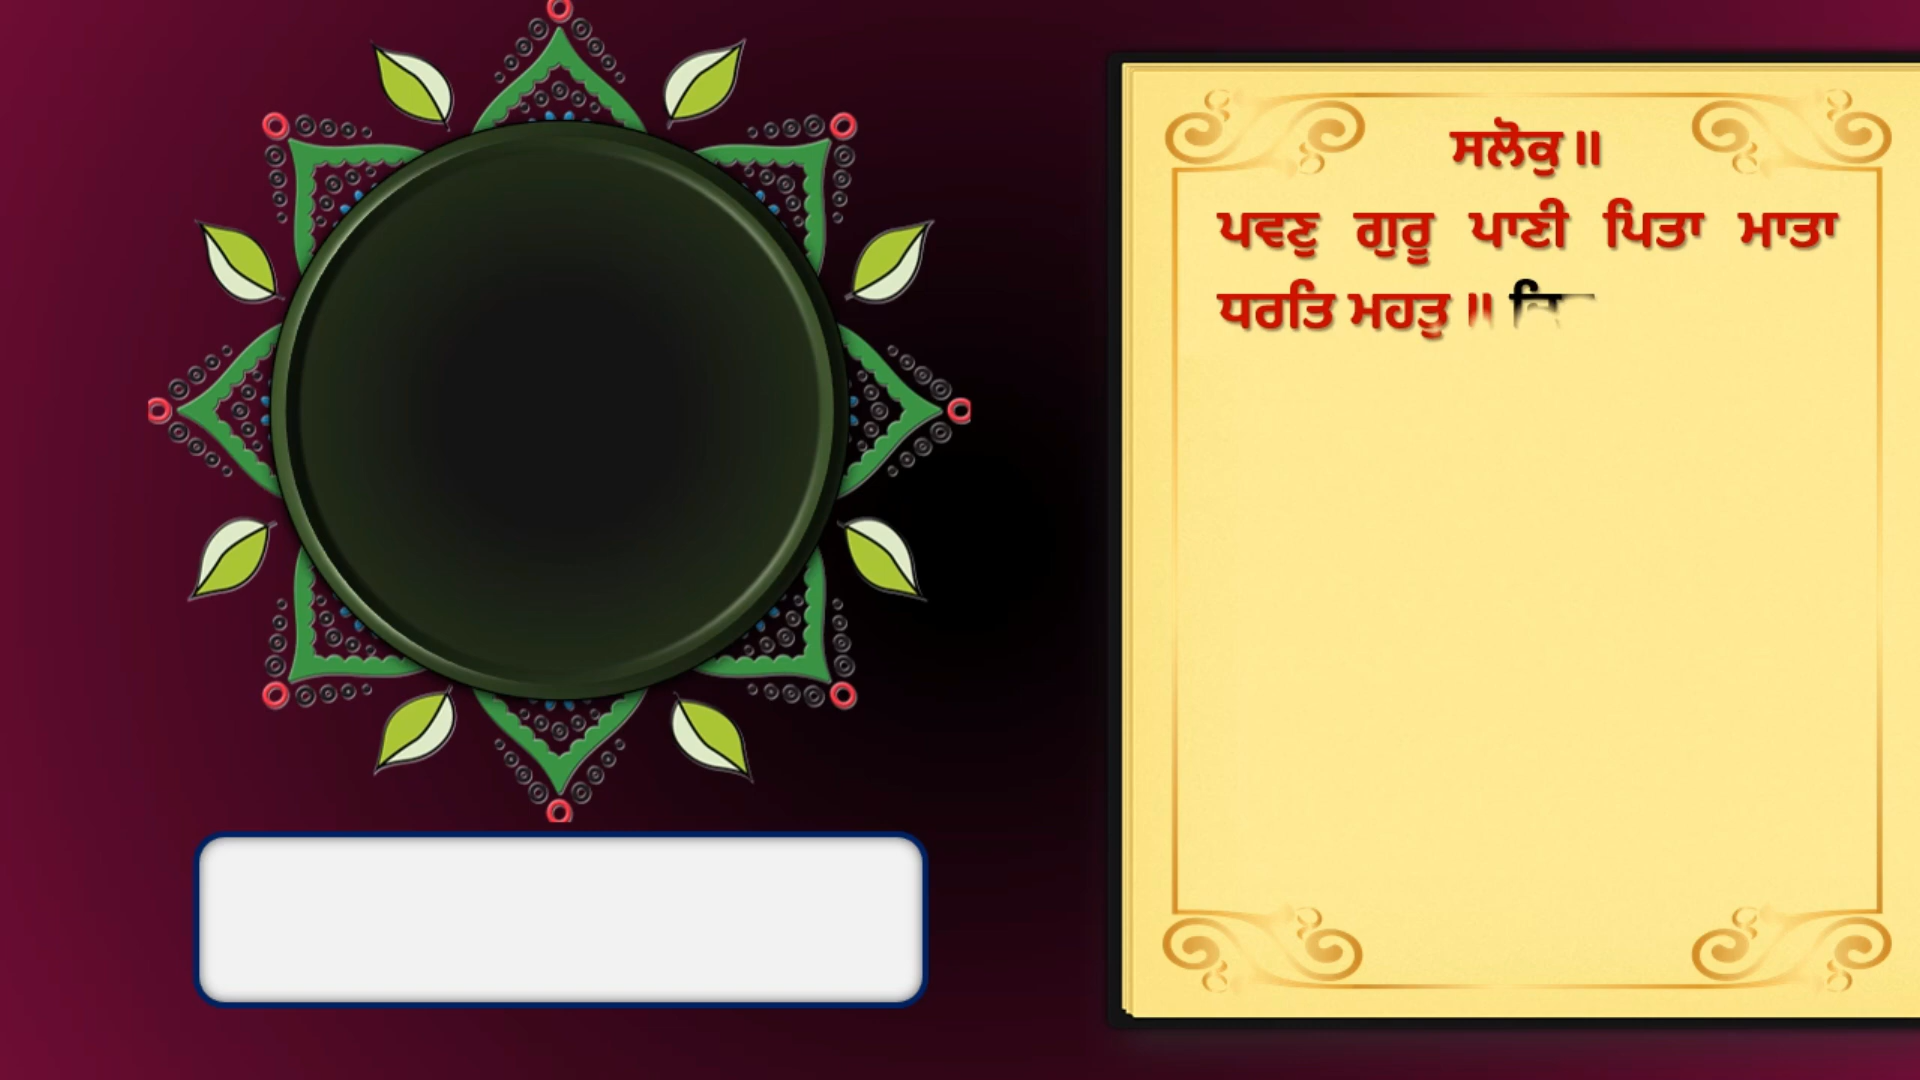 ਸਲੋਕੁ ॥
ਪਵਣੁ ਗੁਰੂ ਪਾਣੀ ਪਿਤਾ ਮਾਤਾ
ਧਰਤਿ ਮਹਤੁ ॥